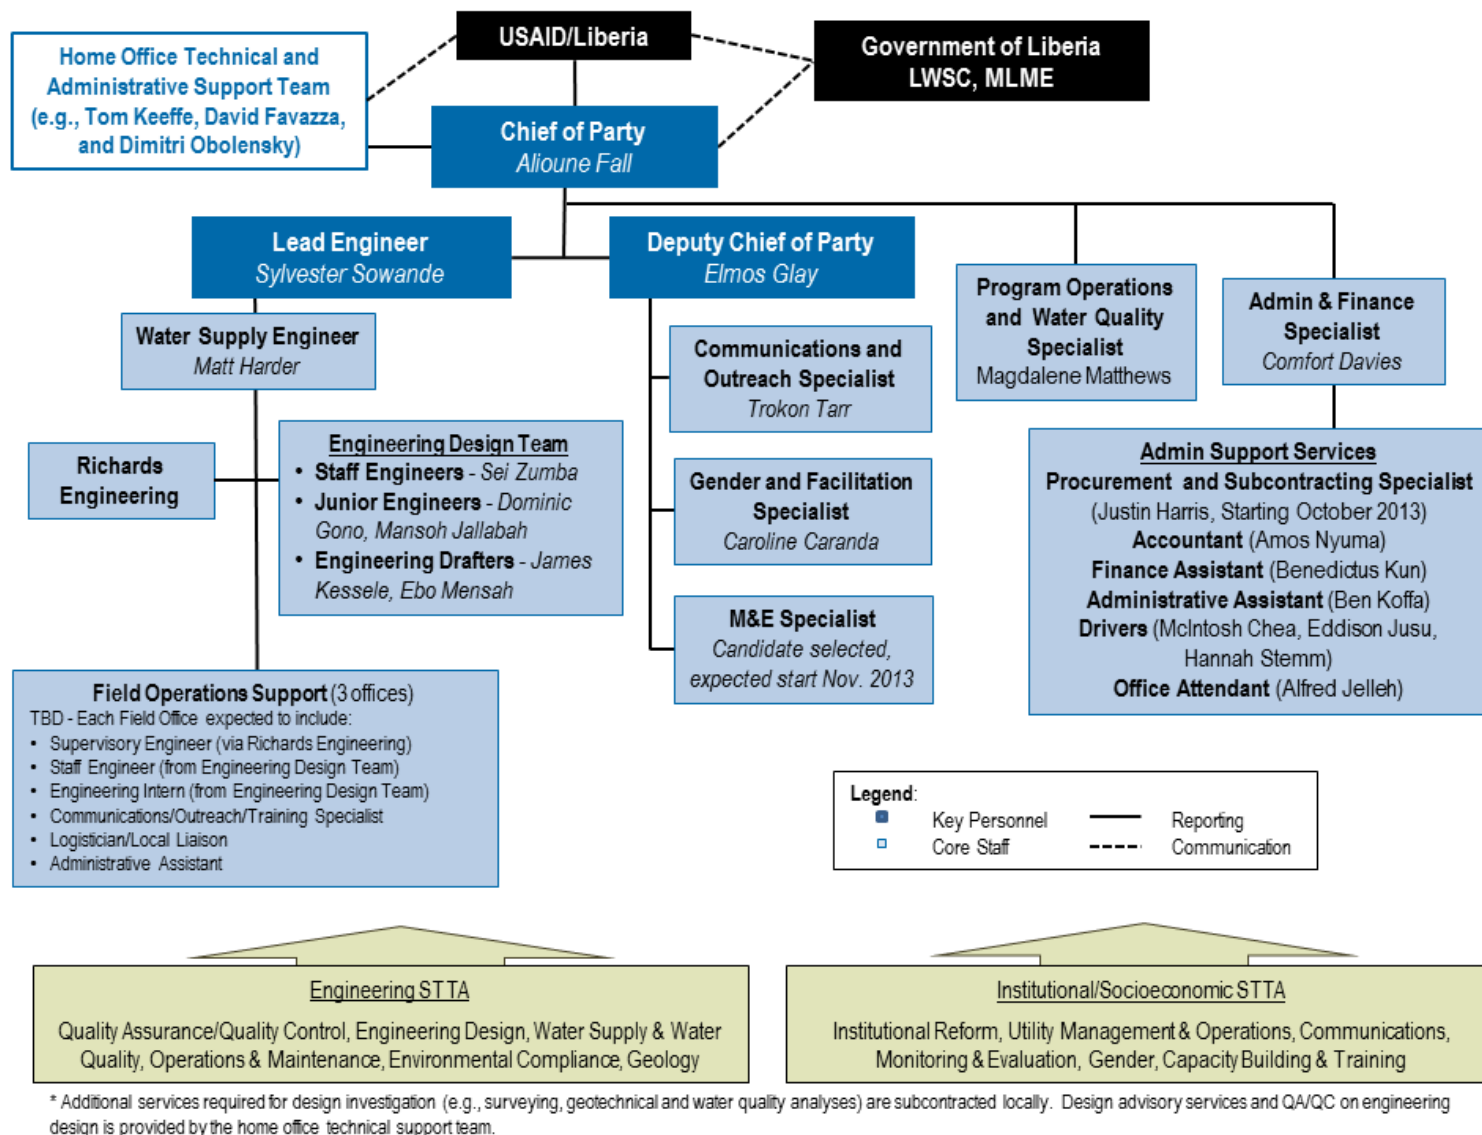 USAID/Liberia
Government of Liberia
LWSC, MLME
Home Office Technical and
Administrative Support Team
(e.g., Tom Keeffe, David Favazza,
and Dimitri Obolensky)
Chief of Party
Alioune Fall
Lead Engineer
Sylvester Sowande
Deputy Chief of Party
Elmos Glay
Program Operations
and Water Quality
Specialist
Magdalene Matthews
Admin & Finance
Specialist
Comfort Davies
Water Supply Engineer
Matt Harder
Communications and
Outreach Specialist
Trokon Tarr
Richards
Engineering
Engineering Design Team
• Staff Engineers - Sei Zumba
• Junior Engineers - Dominic
Gono, Mansoh Jallabah
• Engineering Drafters - James
Kessele, Ebo Mensah
Gender and Facilitation
Specialist
Caroline Caranda
Admin Support Services
Procurement and Subcontracting Specialist
(Justin Harris, Starting October 2013)
Accountant (Amos Nyuma)
Finance Assistant (Benedictus Kun)
Administrative Assistant (Ben Koffa)
Drivers (McIntosh Chea, Eddison Jusu,
Hannah Stemm)
Office Attendant (Alfred Jelleh)
M&E Specialist
Candidate selected,
expected start Nov. 2013
Field Operations Support (3 offices)
TBD - Each Field Office expected to include:
• Supervisory Engineer (via Richards Engineering)
• Staff Engineer (from Engineering Design Team)
• Engineering Intern (from Engineering Design Team)
• Communications/Outreach/Training Specialist
• Logistician/Local Liaison
• Administrative Assistant
Legend:
Key Personnel Reporting
Core Staff Communication
Engineering STTA
Quality Assurance/Quality Control, Engineering Design, Water Supply & Water
Quality, Operations & Maintenance, Environmental Compliance, Geology
Institutional/Socioeconomic STTA
Institutional Reform, Utility Management & Operations, Communications,
Monitoring & Evaluation, Gender, Capacity Building & Training
* Additional services required for design investigation (e.g., surveying, geotechnical and water quality analyses) are subcontracted locally. Design advisory services and QA/QC on engineering
design is provided by the home office technical support team.